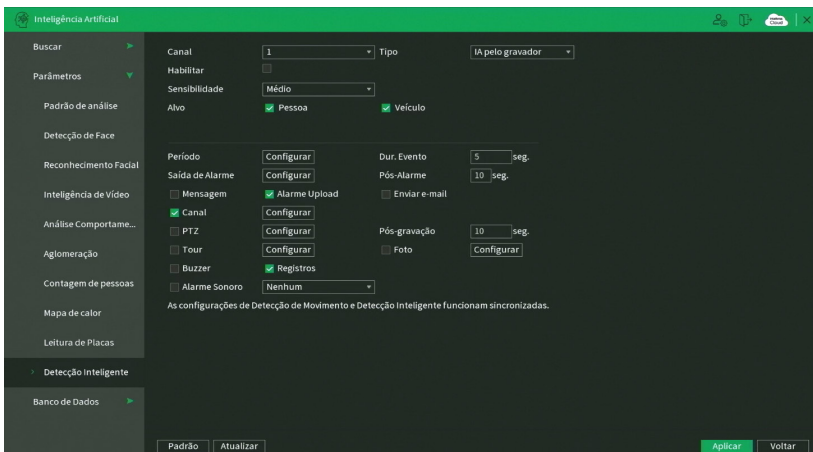 Inteligência Artificial
Cloud
Buscar
Parâmetros
Padrão de análise
Detecção de Face
Reconhecimento Facial
Inteligência de Vídeo
Análise Comportame...
Aglomeração
Contagem de pessoas
Mapa de calor
Leitura de Placas
Detecção Inteligente
Banco de Dados
Canal 1 Tipo IA pelo gravador
Habilitar
Sensibilidade Médio
Alvo Pessoa Veículo
Período Configurar Dur. Evento 5 seg.
Saída de Alarme Configurar Pós-Alarme 10 seg.
Mensagem Alarme Upload Enviar e-mail
Canal Configurar
PTZ Configurar Pós-gravação 10 seg.
Tour Configurar Foto Configurar
Buzzer Registros
Alarme Sonoro Nenhum
As configurações de Detecção de Movimento e Detecção Inteligente funcionam sincronizadas.
Padrão Atualizar Aplicar Voltar